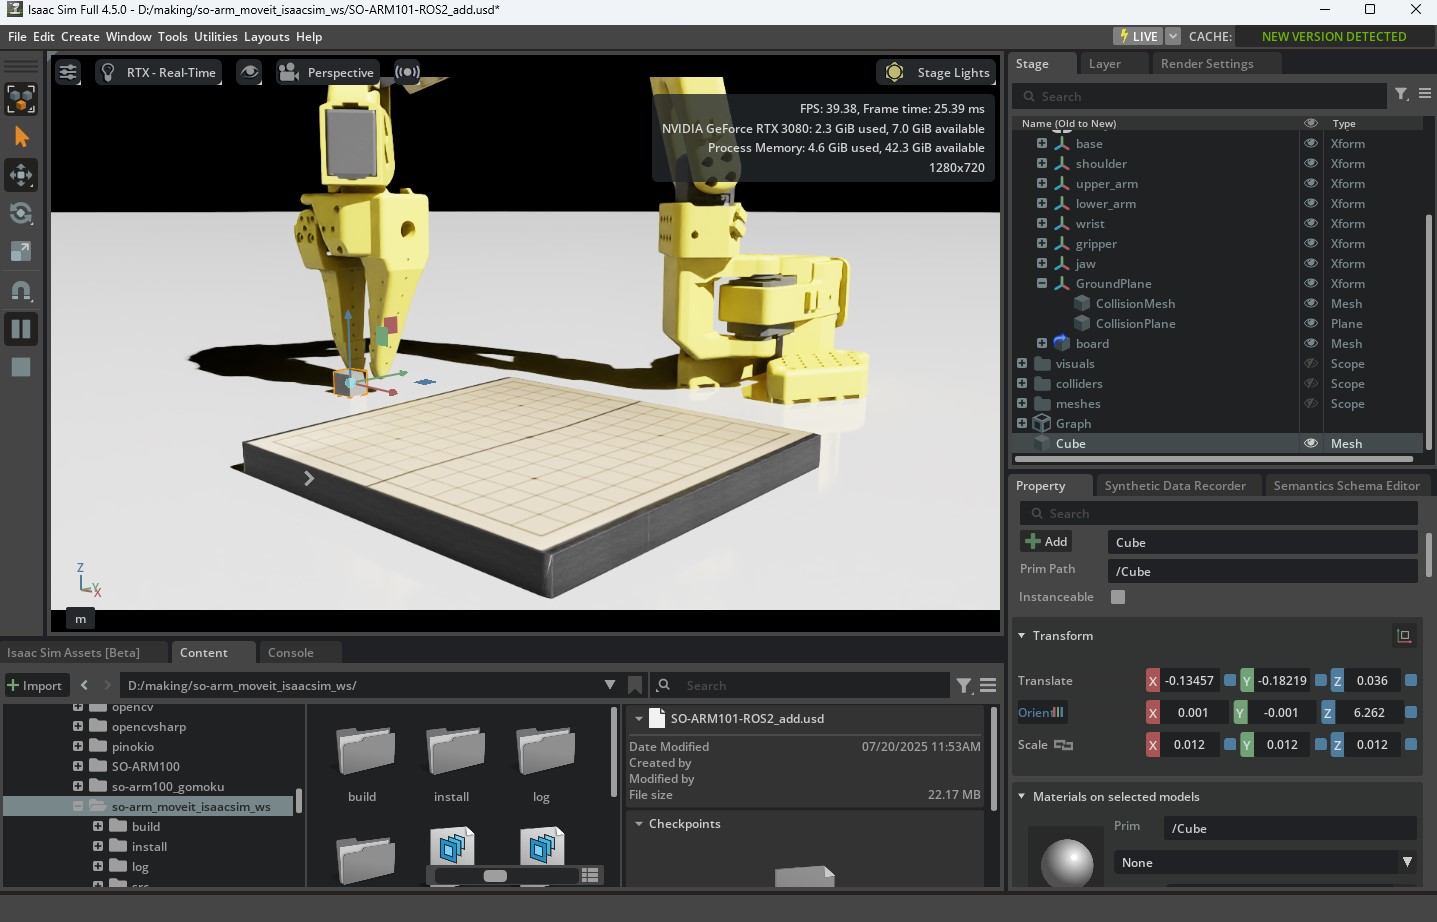 Isaac Sim Full 4.5.0 - D:/making/so-arm_moveit_isaacsim_ws/SO-ARM101-ROS2_add.usd*
File Edit Create Window Tools Utilities Layouts Help
LIVE
CACHE:
NEW VERSION DETECTED
RTX - Real-Time
Perspective
Stage Lights
FPS: 39.38, Frame time: 25.39 ms
NVIDIA GeForce RTX 3080: 2.3 GiB used, 7.0 GiB available
Process Memory: 4.6 GiB used, 42.3 GiB available
1280x720
Z
Y
X
m
Stage
Layer
Render Settings
Search
Name (Old to New)
Type
base Xform
shoulder Xform
upper_arm Xform
lower_arm Xform
wrist Xform
gripper Xform
jaw Xform
GroundPlane Xform
CollisionMesh Mesh
CollisionPlane Plane
board Mesh
visuals Scope
colliders Scope
meshes Scope
Graph
Cube Mesh
Property
Synthetic Data Recorder
Semantics Schema Editor
Search
Add
Cube
Prim Path
/Cube
Instanceable
Transform
Translate X -0.13457 Y -0.18219 Z 0.036
Orient X 0.001 Y -0.001 Z 6.262
Scale X 0.012 Y 0.012 Z 0.012
Materials on selected models
Prim
/Cube
None
Isaac Sim Assets [Beta]
Content
Console
Import
D:/making/so-arm_moveit_isaacsim_ws/
Search
opencv
opencvsharp
pinokio
SO-ARM100
so-arm100_gomoku
so-arm_moveit_isaacsim_ws
build
install
log
src
build
install
log
SO-ARM101-ROS2_add.usd
Date Modified 07/20/2025 11:53AM
Created by
Modified by
File size 22.17 MB
Checkpoints